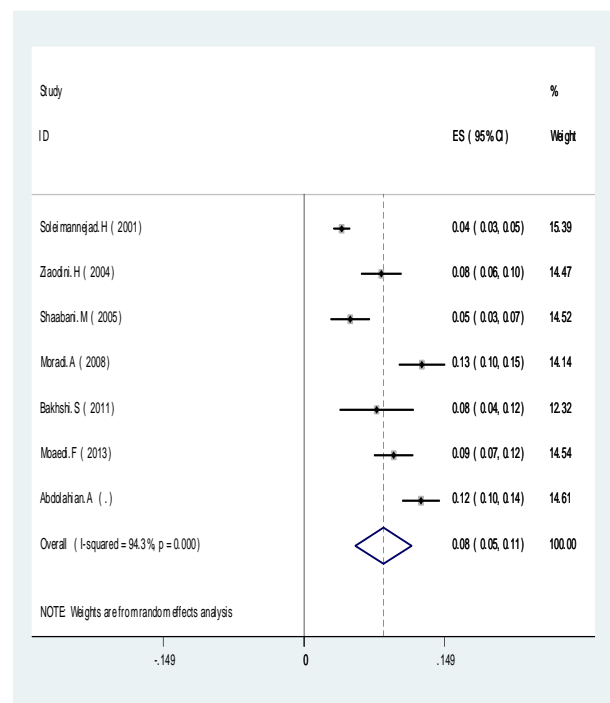 Study %
ID ES (95% CI) Weight
Soleimannejad.H (2001) 0.04 (0.03, 0.05) 15.39
Ziaodini.H (2004) 0.08 (0.06, 0.10) 14.47
Shaabani.M (2005) 0.05 (0.03, 0.07) 14.52
Moradi.A (2008) 0.13 (0.10, 0.15) 14.14
Bakhshi.S (2011) 0.08 (0.04, 0.12) 12.32
Moaedi.F (2013) 0.09 (0.07, 0.12) 14.54
Abdolahian.A (.) 0.12 (0.10, 0.14) 14.61
Overall (I-squared = 94.3%, p = 0.000) 0.08 (0.05, 0.11) 100.00
NOTE: Weights are from random effects analysis
-.149 0 .149